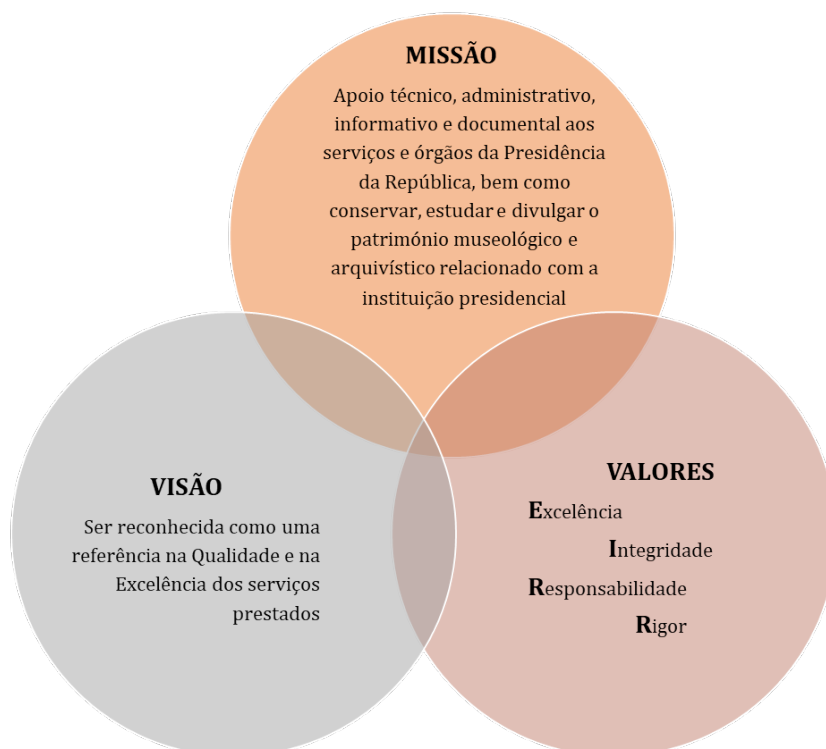 MISSÃO
Apoio técnico, administrativo,
informativo e documental aos
serviços e órgãos da Presidência
da República, bem como
conservar, estudar e divulgar o
património museológico e
arquivístico relacionado com a
instituição presidencial
VISÃO
Ser reconhecida como uma
referência na Qualidade e na
Excelência dos serviços
prestados
VALORES
Excelência
Integridade
Responsabilidade
Rigor